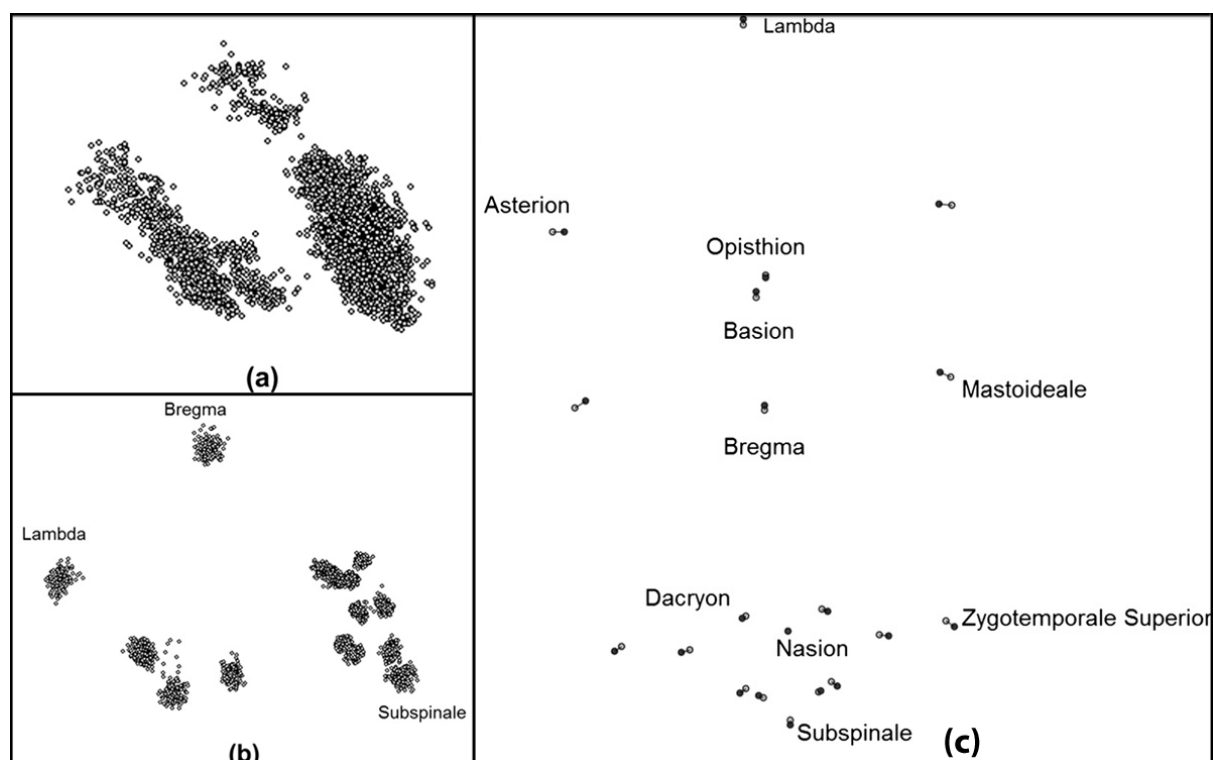 (a)
Bregma
Lambda
Subspinale
(b)
Lambda
Asterion
Opisthion
Basion
Mastoideale
Bregma
Dacryon
Zygotemporale Superior
Nasion
Subspinale
(c)